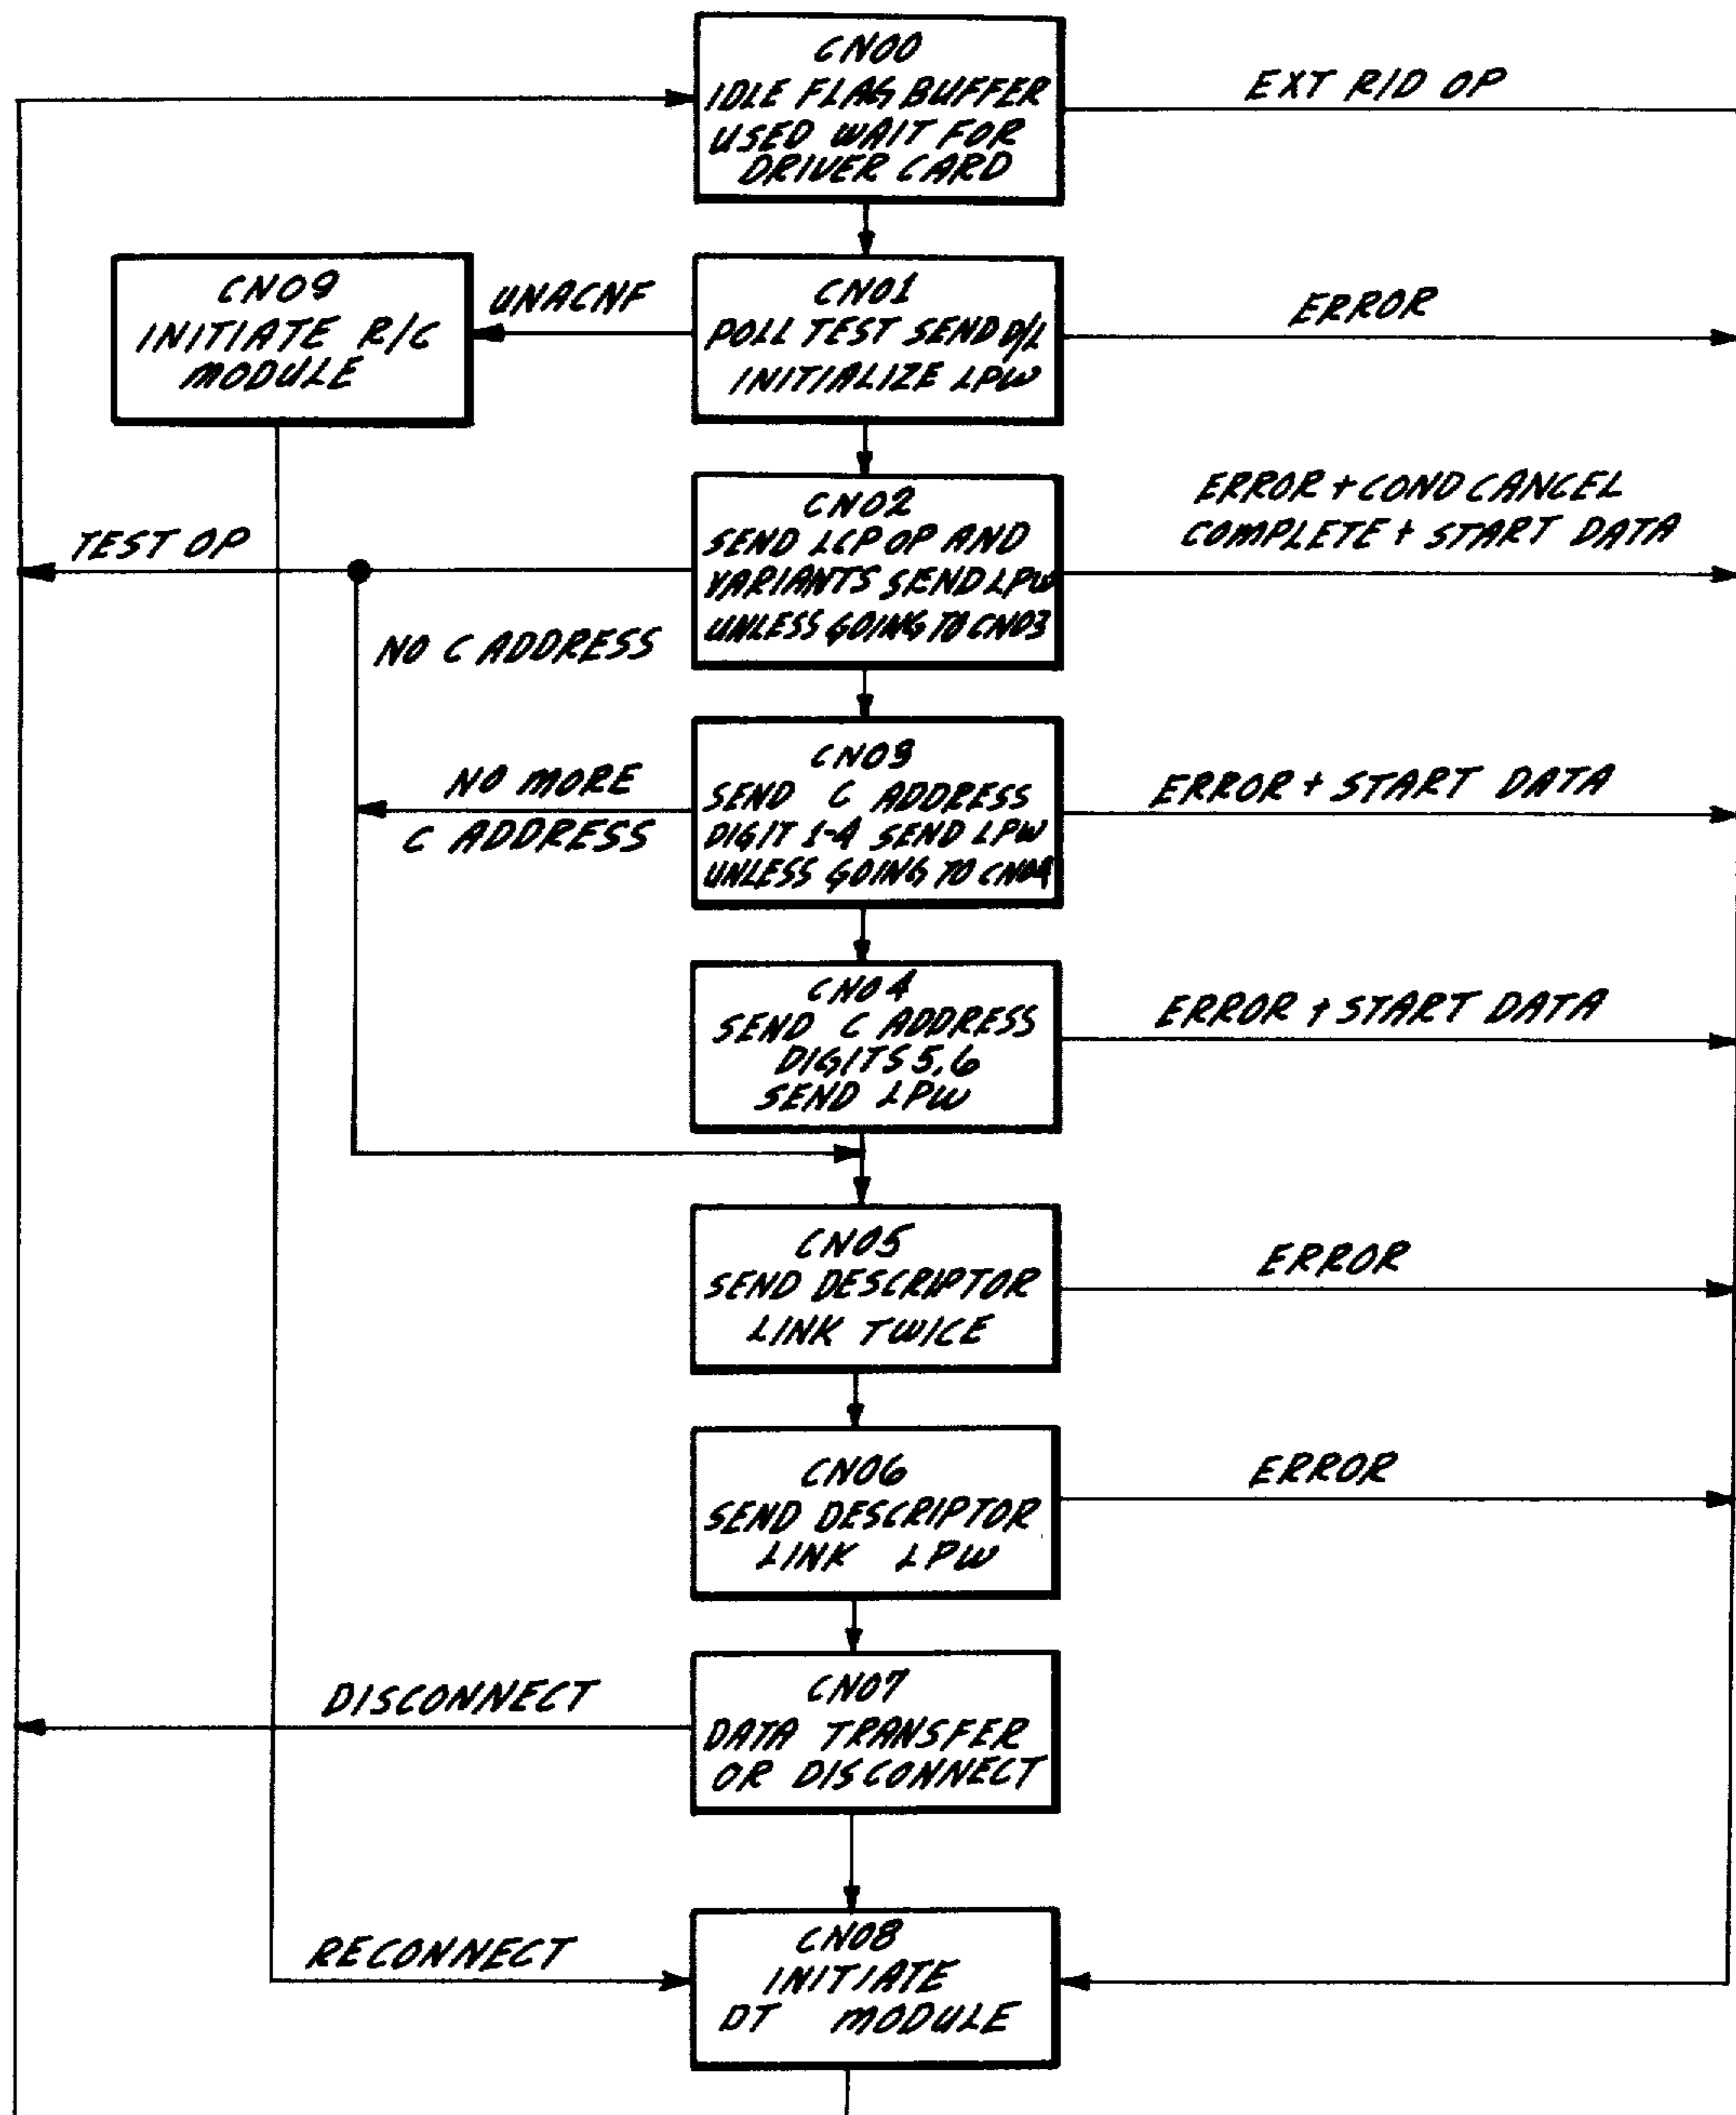 CN00
IDLE FLAG BUFFER
USED WAIT FOR
DRIVER CARD
EXT RID OP
CN09
INITIATE R/C
MODULE
UNACNF
CN01
POLL TEST SEND D/L
INITIALIZE LPW
ERROR
TEST OP
CN02
SEND LCP OP AND
VARIANTS SEND LPW
UNLESS GOING TO CN03
ERROR + COND CANCEL
COMPLETE + START DATA
NO C ADDRESS
NO MORE
C ADDRESS
CN03
SEND C ADDRESS
DIGIT 1-4 SEND LPW
UNLESS GOING TO CN04
ERROR + START DATA
CN04
SEND C ADDRESS
DIGITS 5,6
SEND LPW
ERROR + START DATA
CN05
SEND DESCRIPTOR
LINK TWICE
ERROR
CN06
SEND DESCRIPTOR
LINK LPW
ERROR
DISCONNECT
CN07
DATA TRANSFER
OR DISCONNECT
RECONNECT
CN08
INITIATE
DT MODULE